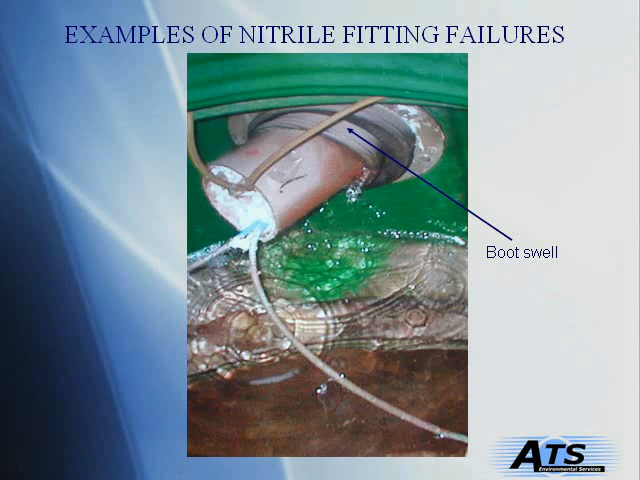 EXAMPLES OF NITRILE FITTING FAILURES
Boot swell
ATS
Environmental Services